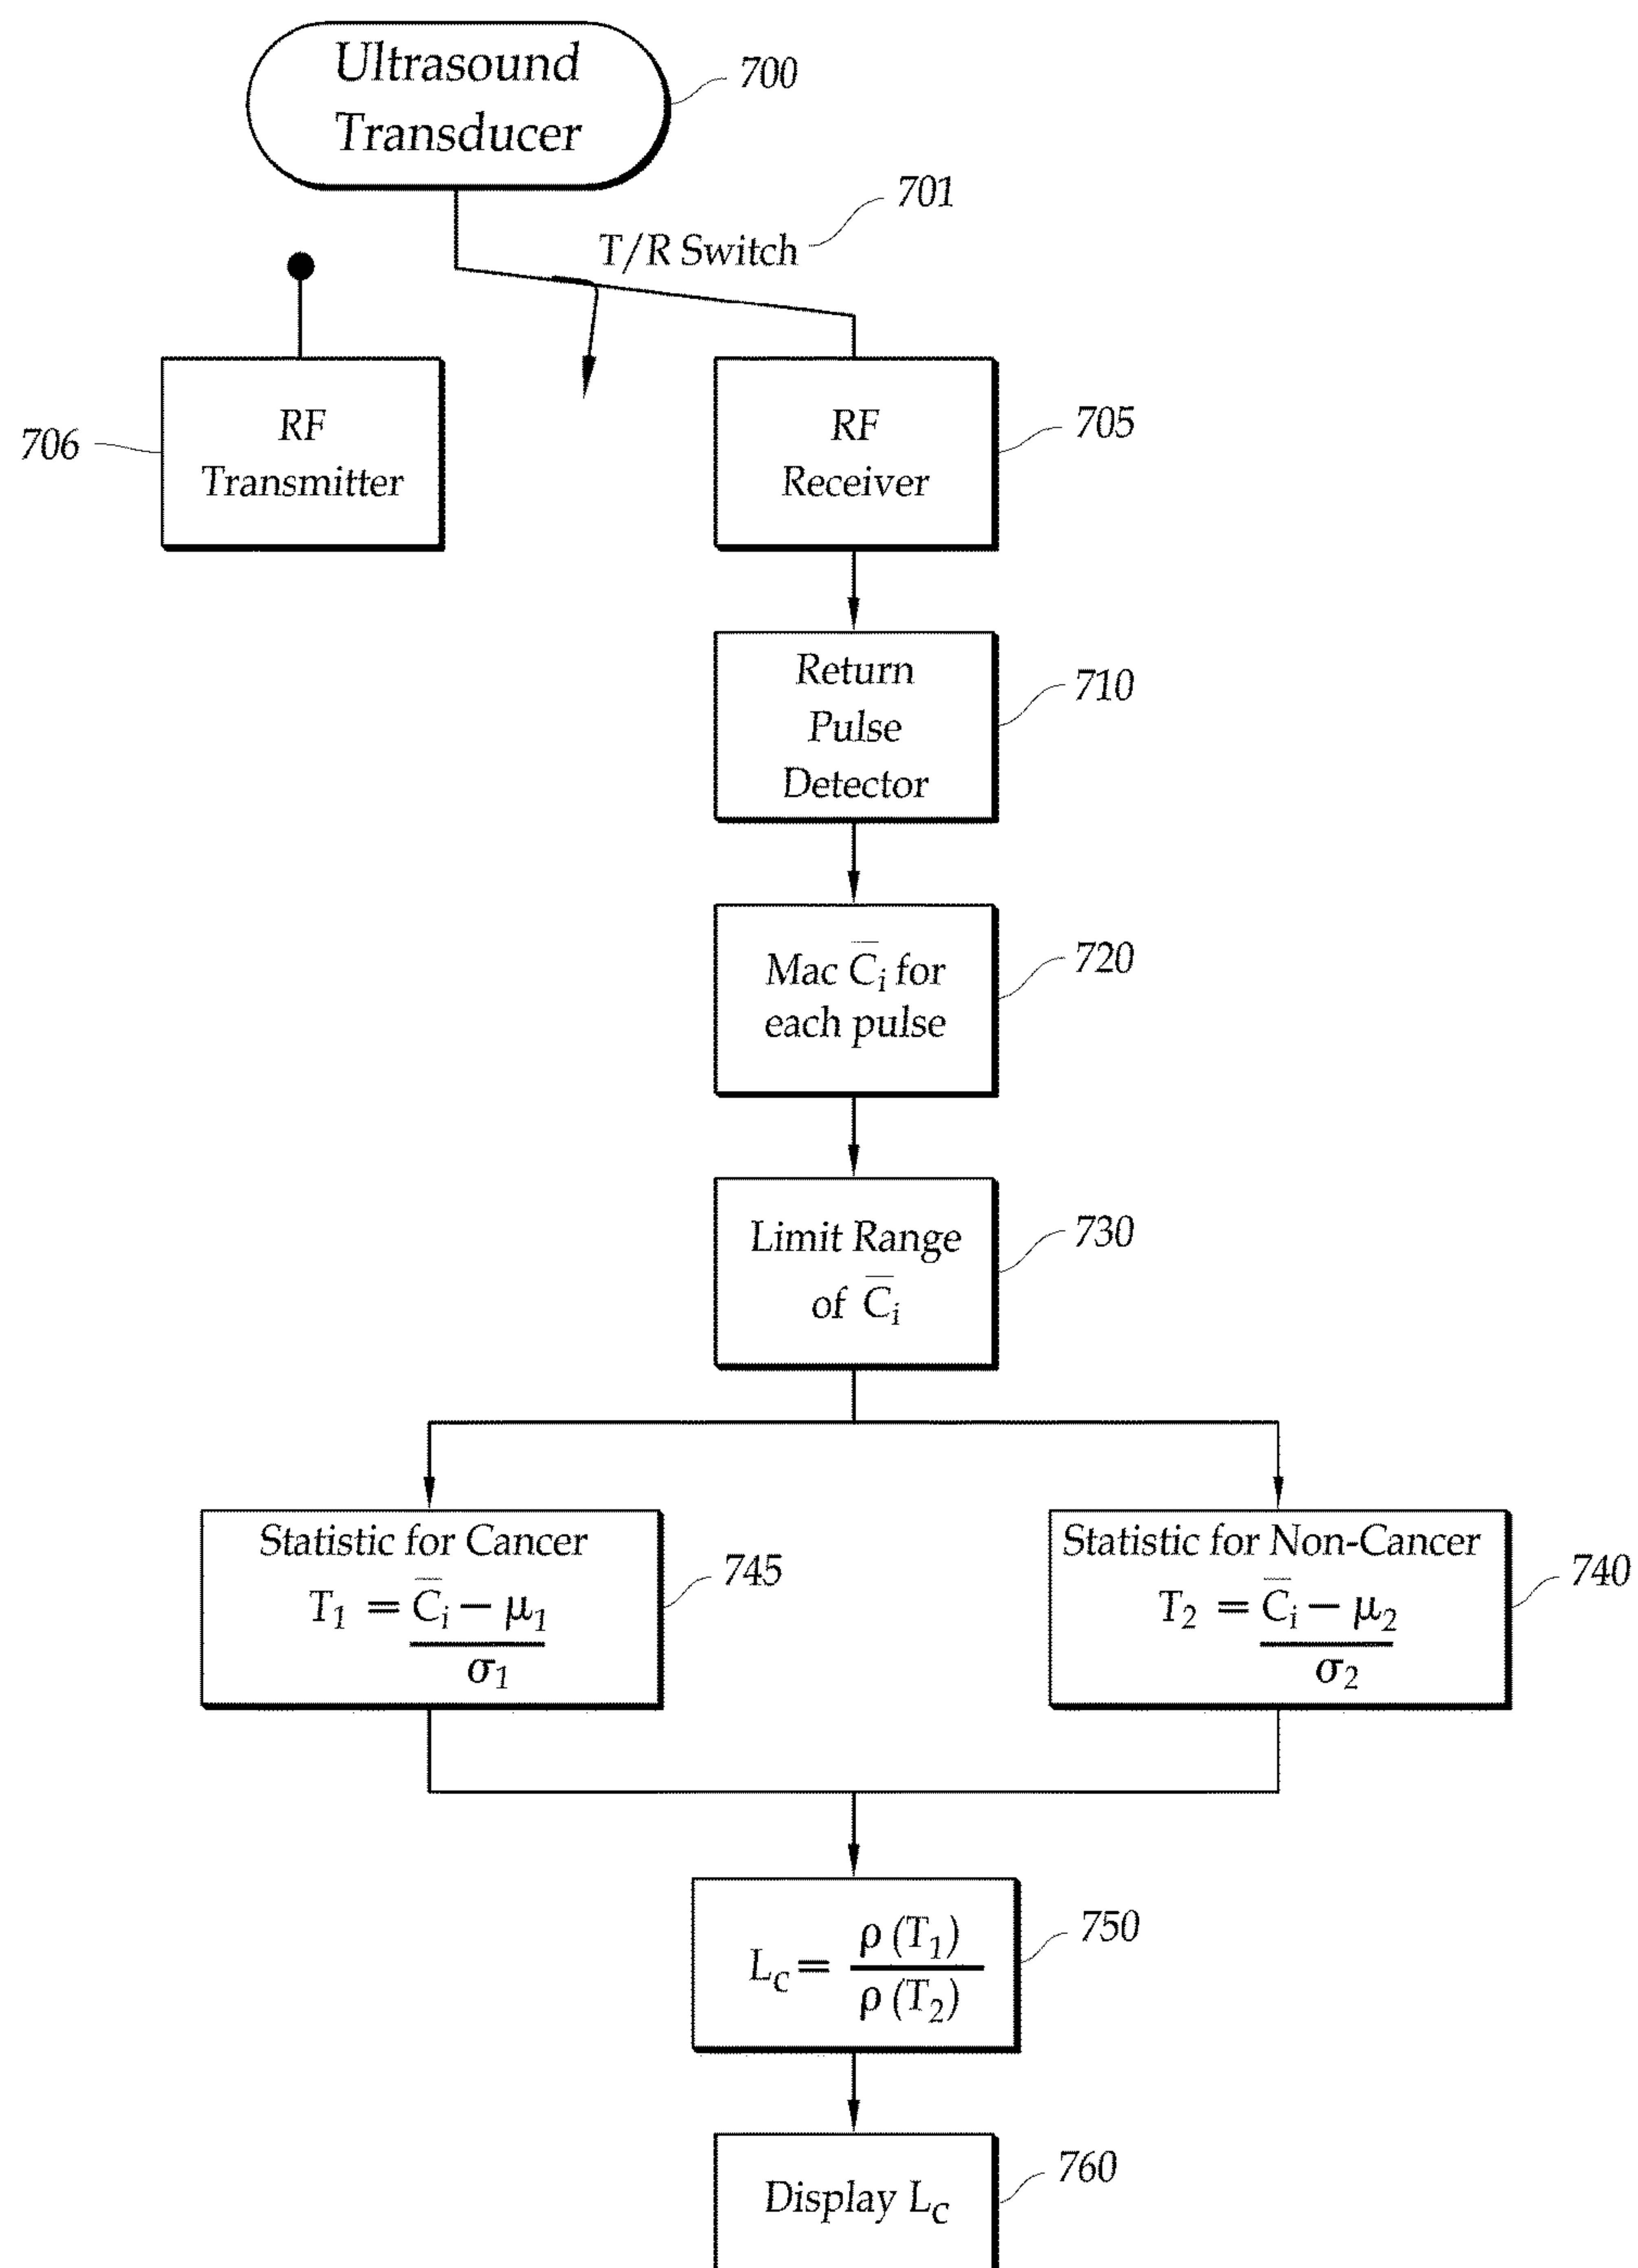 Ultrasound
Transducer
700
701
T/R Switch
RF
Transmitter
706
RF
Receiver
705
Return
Pulse
Detector
710
Mac C̅ᵢ for
each pulse
720
Limit Range
of C̅ᵢ
730
Statistic for Cancer
T₁ = C̅ᵢ − μ₁
σ₁
745
Statistic for Non-Cancer
T₂ = C̅ᵢ − μ₂
σ₂
740
ρ (T₁)
L_c =
ρ (T₂)
750
Display L_c
760